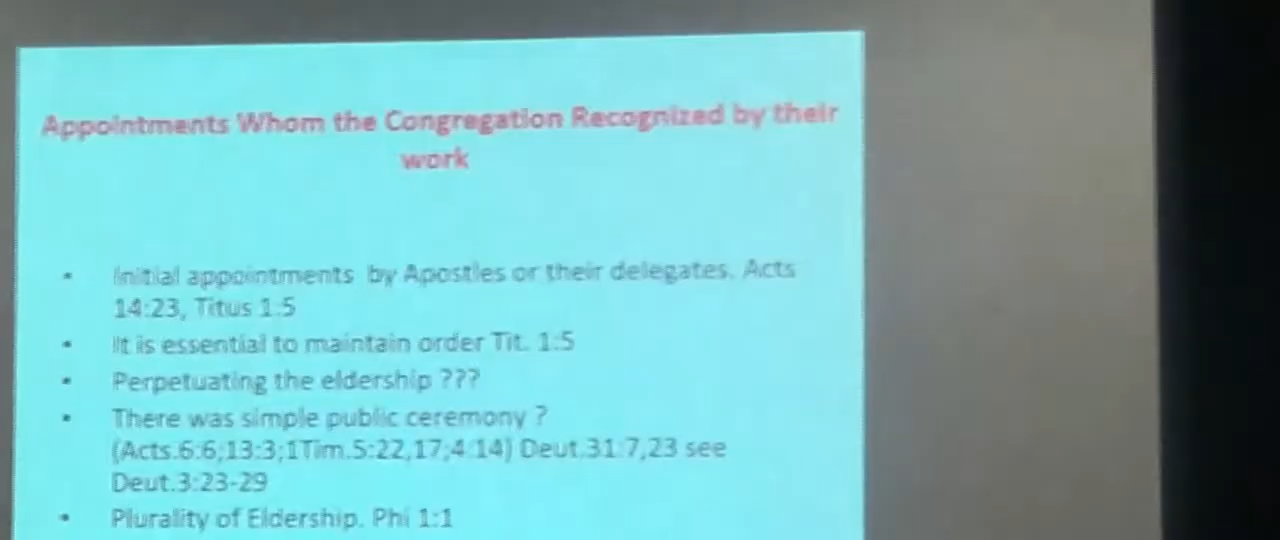 Appointments Whom the Congregation Recognized by their
work
• Initial appointments by Apostles or their delegates. Acts
14:23, Titus 1:5
• It is essential to maintain order Tit. 1:5
• Perpetuating the eldership ???
• There was simple public ceremony ?
(Acts.6:6;13:3;1Tim.5:22,17;4:14) Deut.31:7,23 see
Deut.3:23-29
• Plurality of Eldership. Phi 1:1